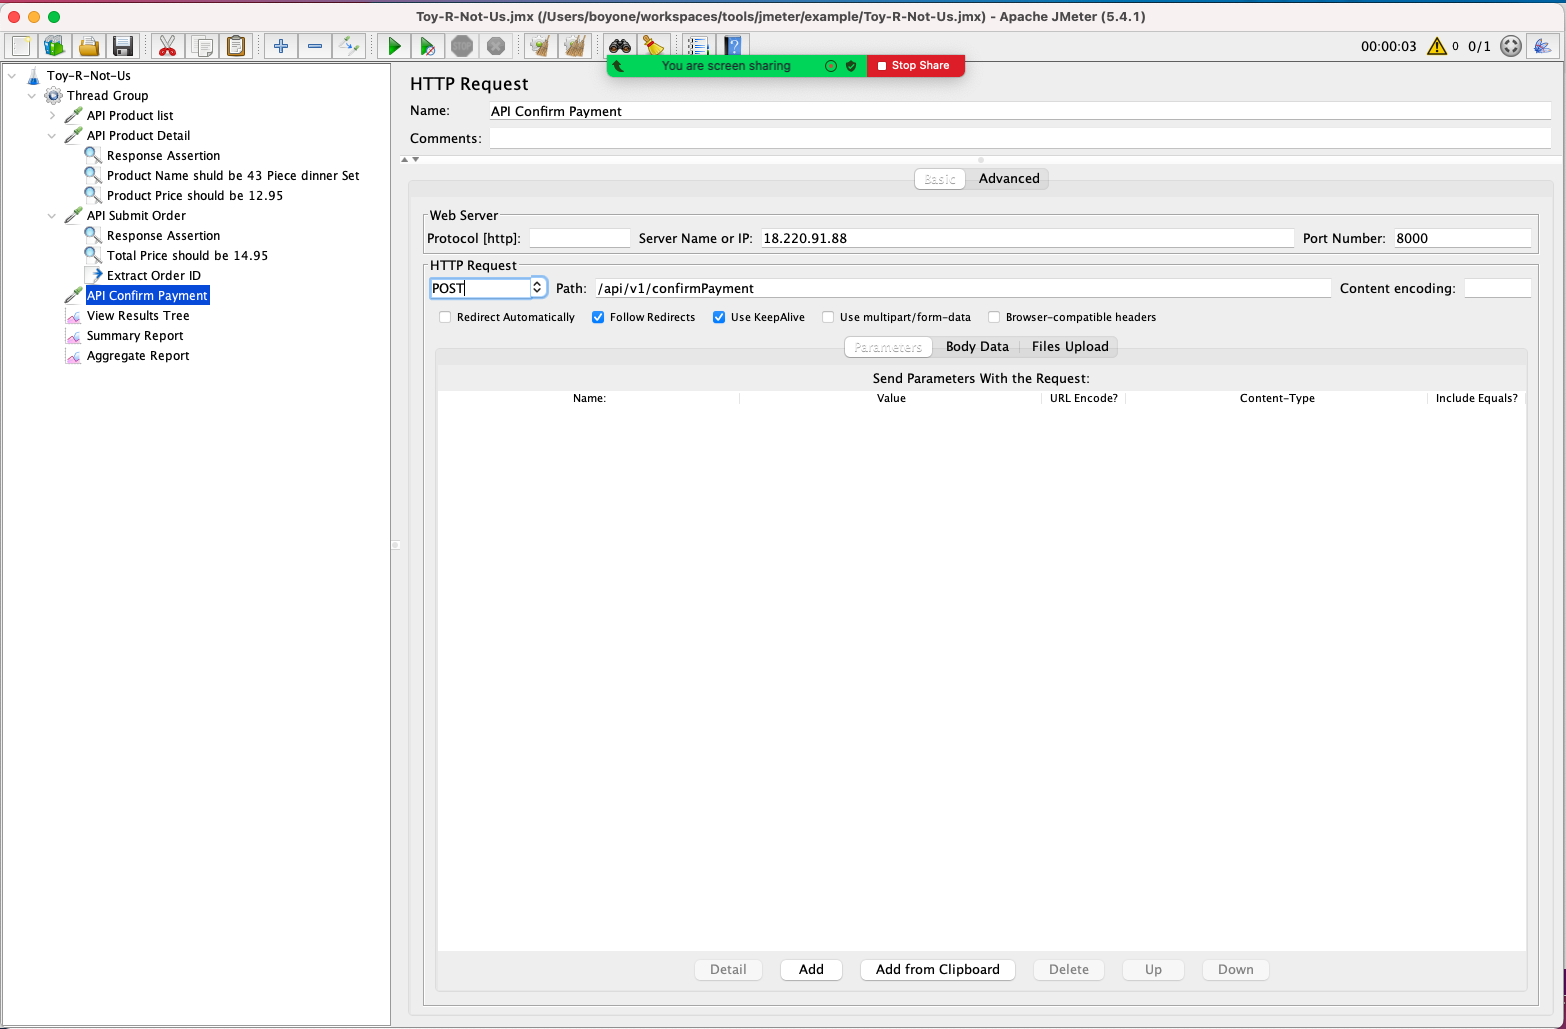 Toy-R-Not-Us.jmx (/Users/boyone/workspaces/tools/jmeter/example/Toy-R-Not-Us.jmx) - Apache JMeter (5.4.1)
STOP
?
00:00:03
0
0/1
You are screen sharing
Stop Share
Toy-R-Not-Us
Thread Group
API Product list
API Product Detail
Response Assertion
Product Name shuld be 43 Piece dinner Set
Product Price should be 12.95
API Submit Order
Response Assertion
Total Price should be 14.95
Extract Order ID
API Confirm Payment
View Results Tree
Summary Report
Aggregate Report
HTTP Request
Name: API Confirm Payment
Comments:
Basic Advanced
Web Server
Protocol [http]: Server Name or IP: 18.220.91.88 Port Number: 8000
HTTP Request
POST Path: /api/v1/confirmPayment Content encoding:
Redirect Automatically Follow Redirects Use KeepAlive Use multipart/form-data Browser-compatible headers
Parameters Body Data Files Upload
Send Parameters With the Request:
Name: Value URL Encode? Content-Type Include Equals?
Detail Add Add from Clipboard Delete Up Down